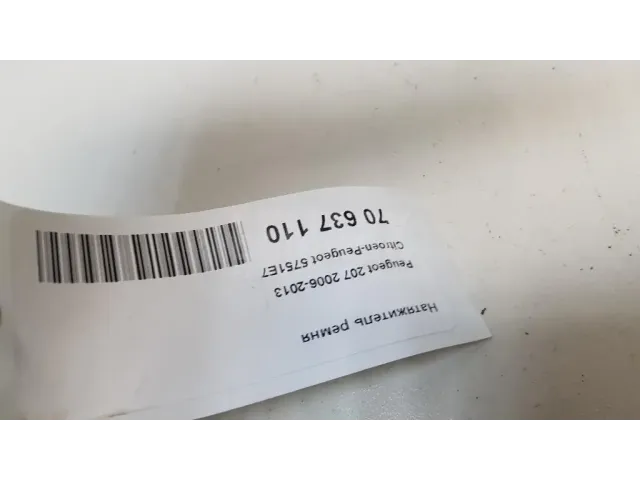 Натяжитель ремня
Peugeot 207 2006-2013
Citroen-Peugeot 5751E7
70 637 110